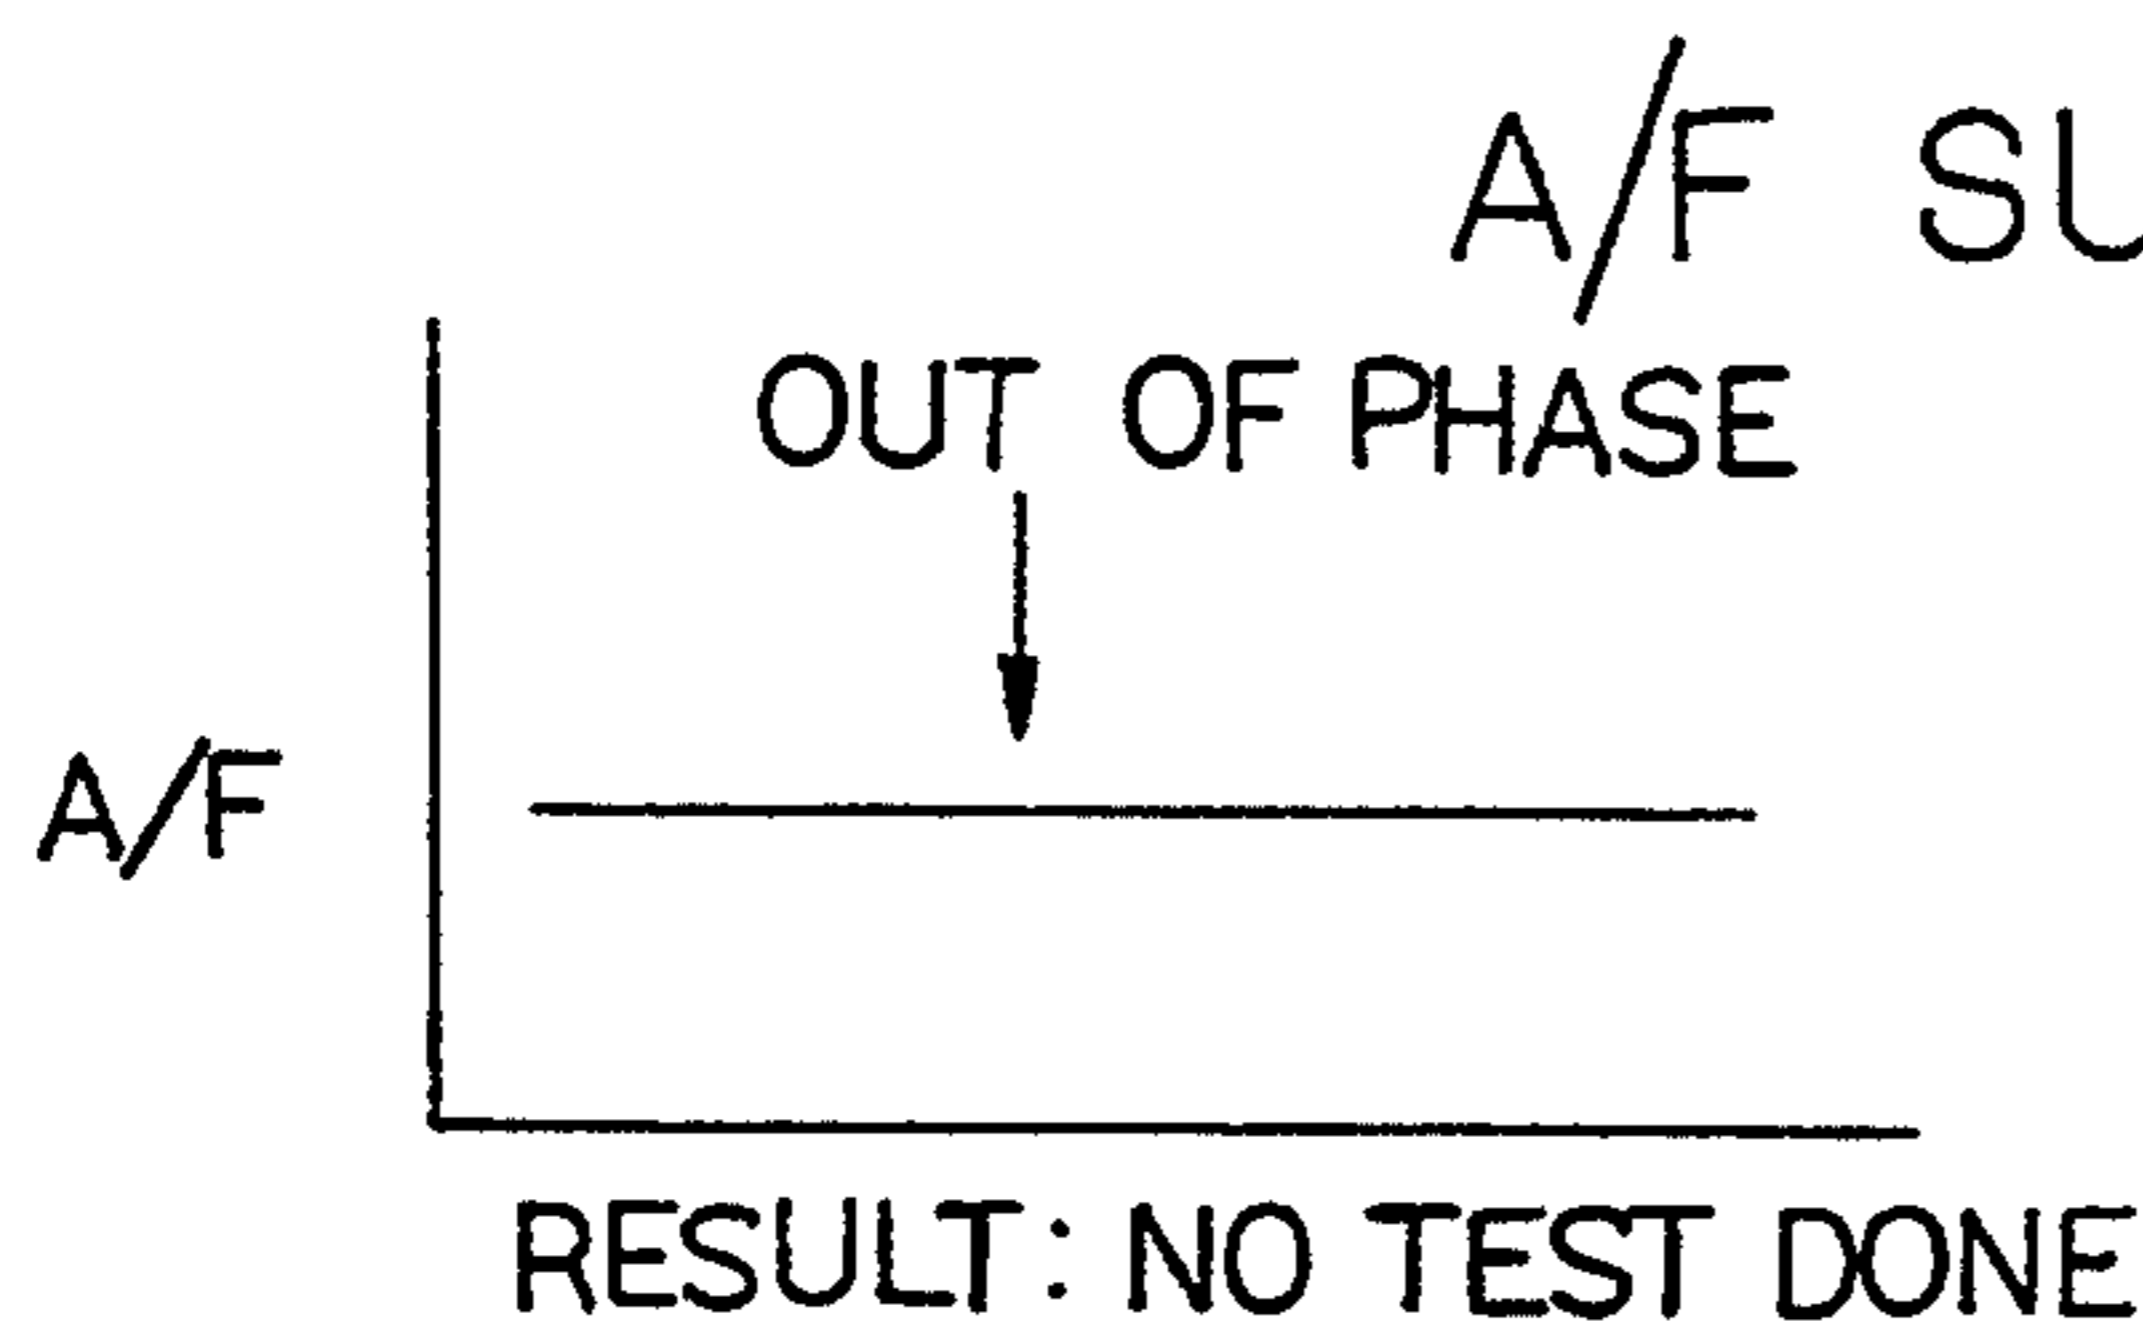 A/F SU
OUT OF PHASE
A/F
RESULT: NO TEST DONE